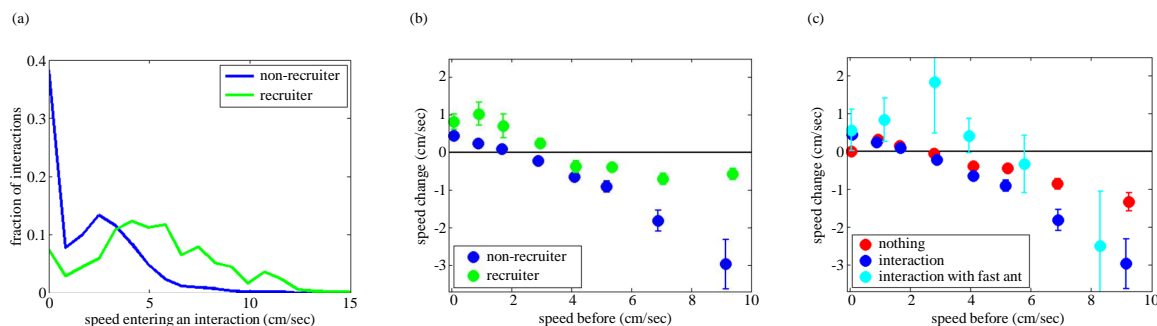 (a)
(b)
(c)
0.4
0.3
0.2
0.1
0
fraction of interactions
non-recruiter
recruiter
0
5
10
15
speed entering an interaction (cm/sec)
2
1
0
-1
-2
-3
speed change (cm/sec)
non-recruiter
recruiter
0
2
4
6
8
10
speed before (cm/sec)
2
1
0
-1
-2
-3
speed change (cm/sec)
nothing
interaction
interaction with fast ant
0
2
4
6
8
10
speed before (cm/sec)